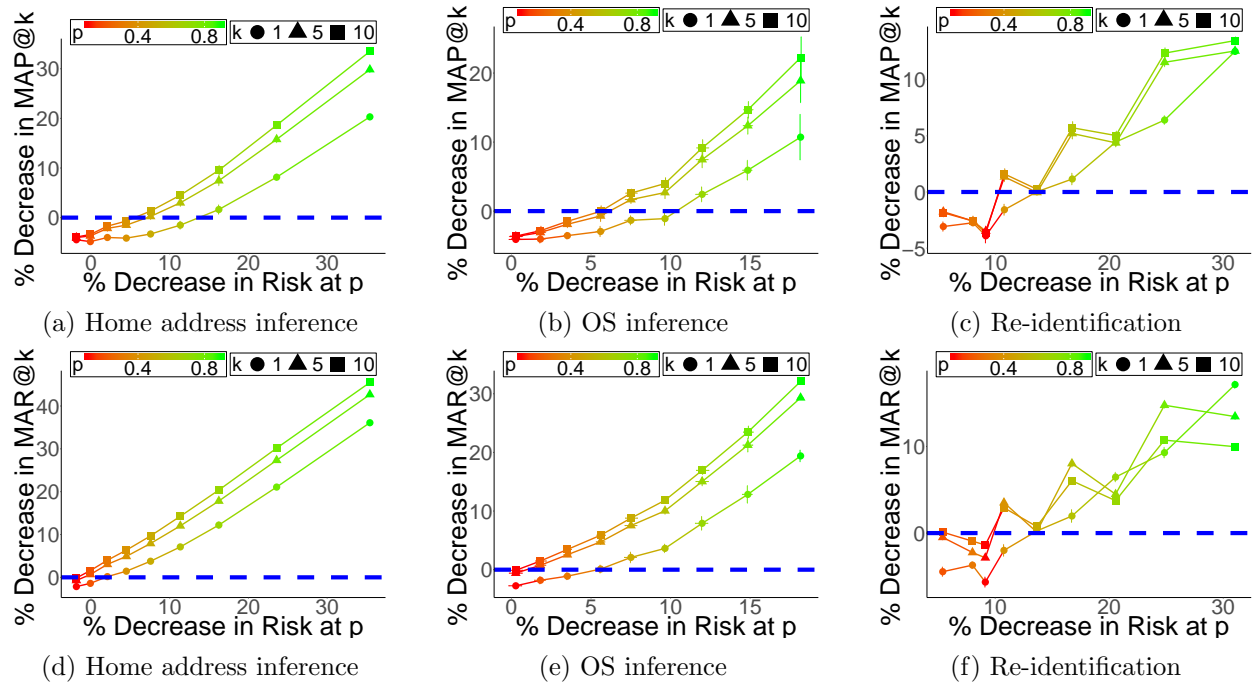 p 0.4 0.8 k 1 5 10
% Decrease in MAP@k
30
20
10
0
0 10 20 30
% Decrease in Risk at p
(a) Home address inference
p 0.4 0.8 k 1 5 10
% Decrease in MAP@k
20
10
0
0 5 10 15
% Decrease in Risk at p
(b) OS inference
p 0.4 0.8 k 1 5 10
% Decrease in MAP@k
10
5
0
−5
10 20 30
% Decrease in Risk at p
(c) Re-identification
p 0.4 0.8 k 1 5 10
% Decrease in MAR@k
40
30
20
10
0
0 10 20 30
% Decrease in Risk at p
(d) Home address inference
p 0.4 0.8 k 1 5 10
% Decrease in MAR@k
30
20
10
0
0 5 10 15
% Decrease in Risk at p
(e) OS inference
p 0.4 0.8 k 1 5 10
% Decrease in MAR@k
10
0
10 20 30
% Decrease in Risk at p
(f) Re-identification